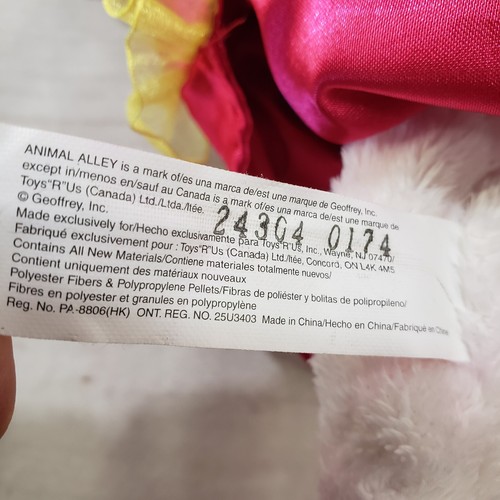 ANIMAL ALLEY is a mark of/es una marca de/est une marque de Geoffrey, Inc.
except in/menos en/sauf au Canada is a mark of/es una marca de/est une marque de
Toys"R"Us (Canada) Ltd./Ltda./ltée.
© Geoffrey, Inc.
24304 0174
Made exclusively for/Hecho exclusivamente para Toys"R"Us, Inc., Wayne, NJ 07470/
Fabriqué exclusivement pour : Toys"R"Us (Canada) Ltd./ltée, Concord, ON L4K 4M5
Contains All New Materials/Contiene materiales totalmente nuevos/
Contient uniquement des matériaux nouveaux
Polyester Fibers & Polypropylene Pellets/Fibras de poliéster y bolitas de polipropileno/
Fibres en polyester et granules en polypropylène
Reg. No. PA-8806(HK) ONT. REG. NO. 25U3403 Made in China/Hecho en China/Fabriqué en Chine